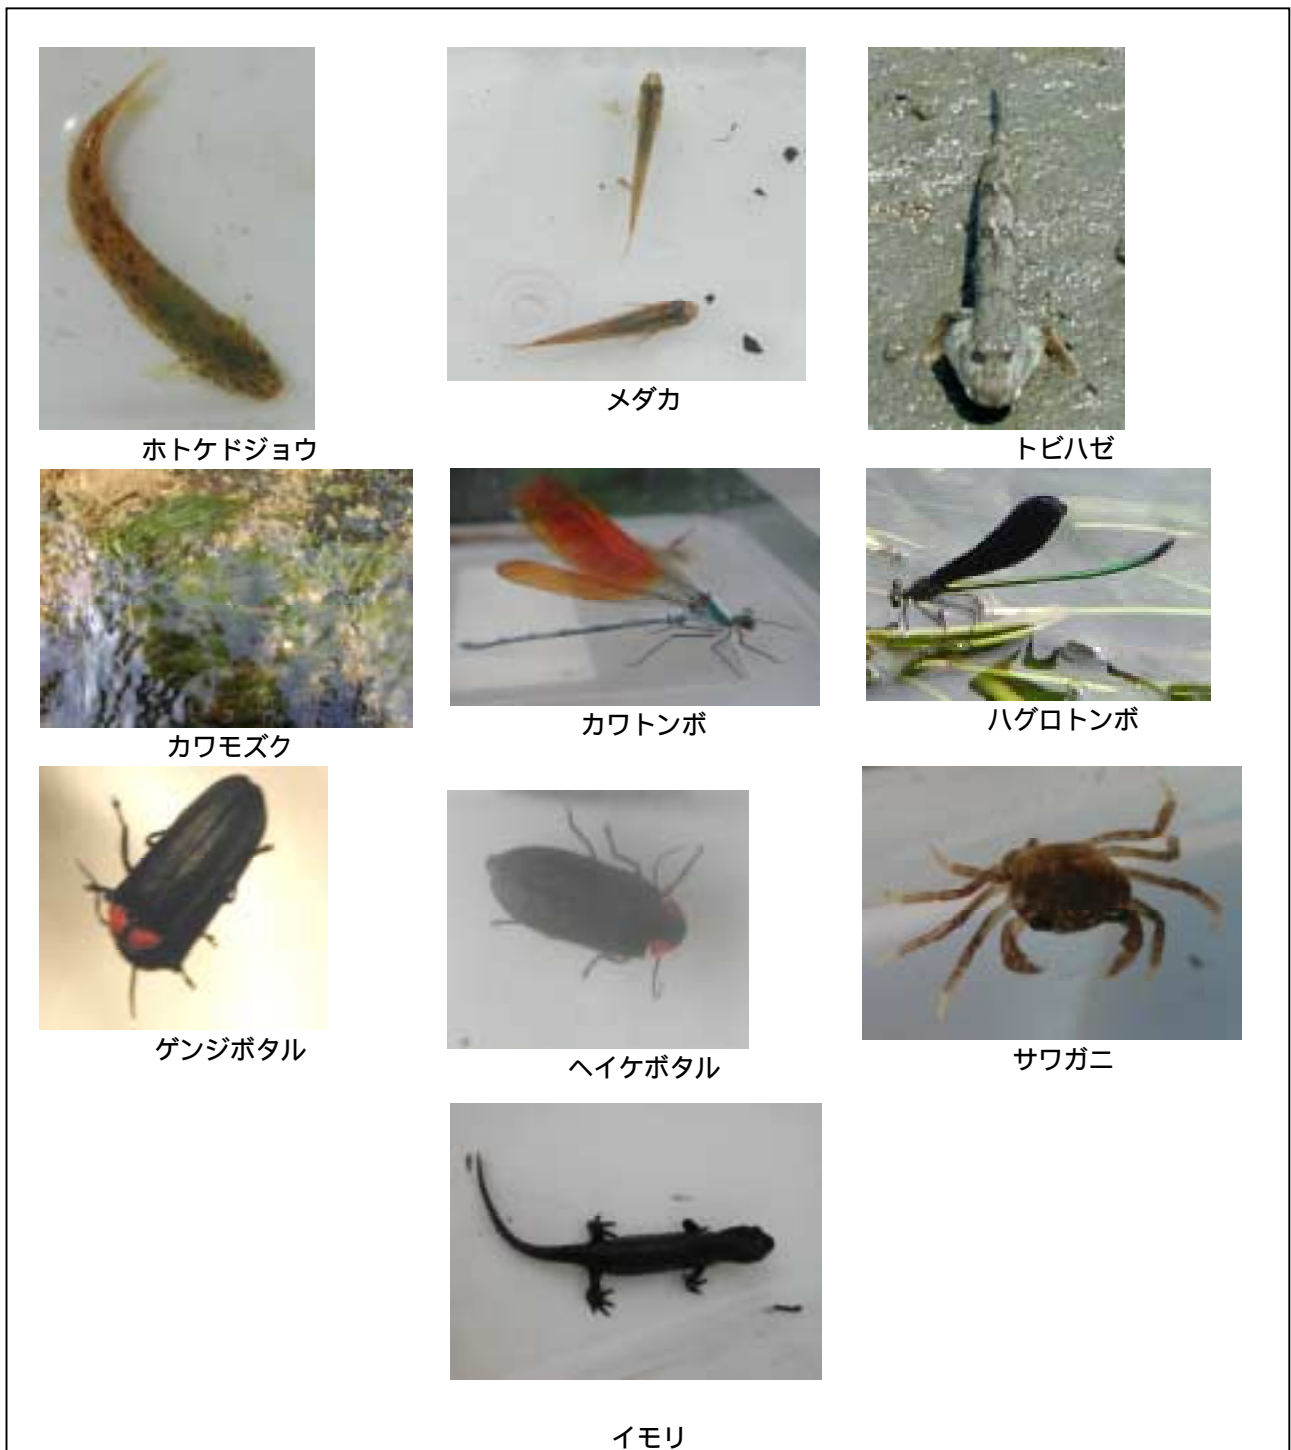 メダカ
ホトケドジョウ
トビハゼ
カワモズク
カワトンボ
ハグロトンボ
ゲンジボタル
ヘイケボタル
サワガニ
イモリ